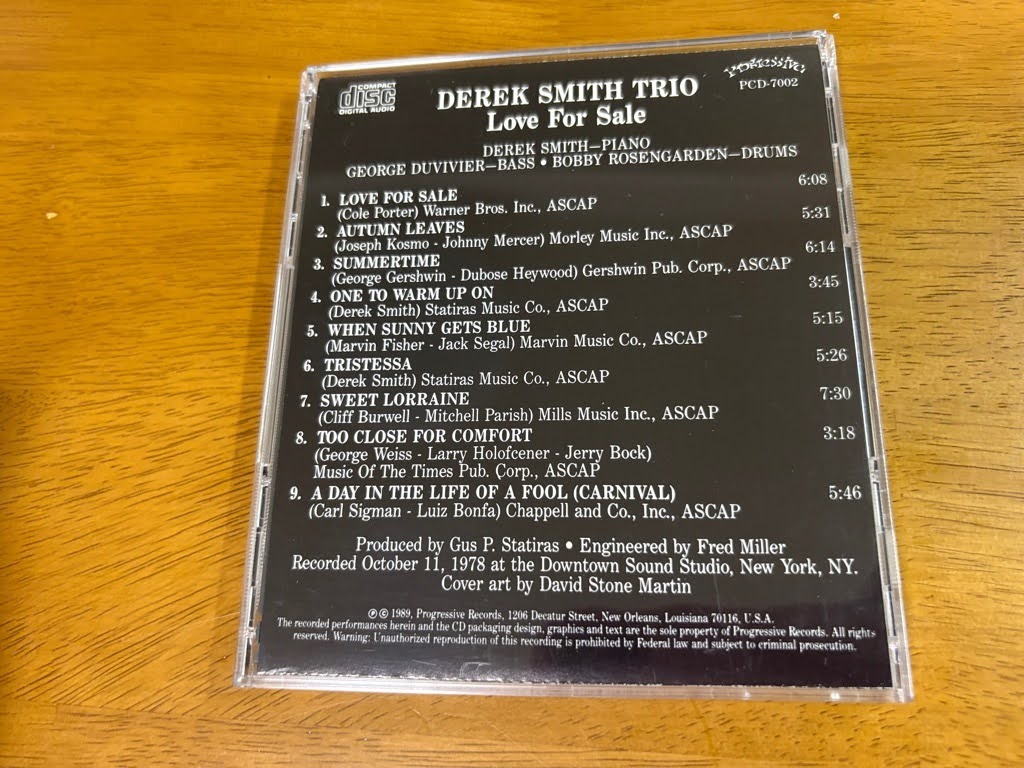 COMPACT
disc
DIGITAL AUDIO
Progressive
PCD-7002
DEREK SMITH TRIO
Love For Sale
DEREK SMITH—PIANO
GEORGE DUVIVIER—BASS • BOBBY ROSENGARDEN—DRUMS
1. LOVE FOR SALE 6:08
(Cole Porter) Warner Bros. Inc., ASCAP
2. AUTUMN LEAVES 5:31
(Joseph Kosmo - Johnny Mercer) Morley Music Inc., ASCAP
3. SUMMERTIME 6:14
(George Gershwin - Dubose Heywood) Gershwin Pub. Corp., ASCAP
4. ONE TO WARM UP ON 3:45
(Derek Smith) Statiras Music Co., ASCAP
5. WHEN SUNNY GETS BLUE 5:15
(Marvin Fisher - Jack Segal) Marvin Music Co., ASCAP
6. TRISTESSA 5:26
(Derek Smith) Statiras Music Co., ASCAP
7. SWEET LORRAINE 7:30
(Cliff Burwell - Mitchell Parish) Mills Music Inc., ASCAP
8. TOO CLOSE FOR COMFORT 3:18
(George Weiss - Larry Holofcener - Jerry Bock)
Music Of The Times Pub. Corp., ASCAP
9. A DAY IN THE LIFE OF A FOOL (CARNIVAL) 5:46
(Carl Sigman - Luiz Bonfa) Chappell and Co., Inc., ASCAP
Produced by Gus P. Statiras • Engineered by Fred Miller
Recorded October 11, 1978 at the Downtown Sound Studio, New York, NY.
Cover art by David Stone Martin
℗ © 1989, Progressive Records, 1206 Decatur Street, New Orleans, Louisiana 70116, U.S.A.
The recorded performances herein and the CD packaging design, graphics and text are the sole property of Progressive Records. All rights
reserved. Warning: Unauthorized reproduction of this recording is prohibited by Federal law and subject to criminal prosecution.